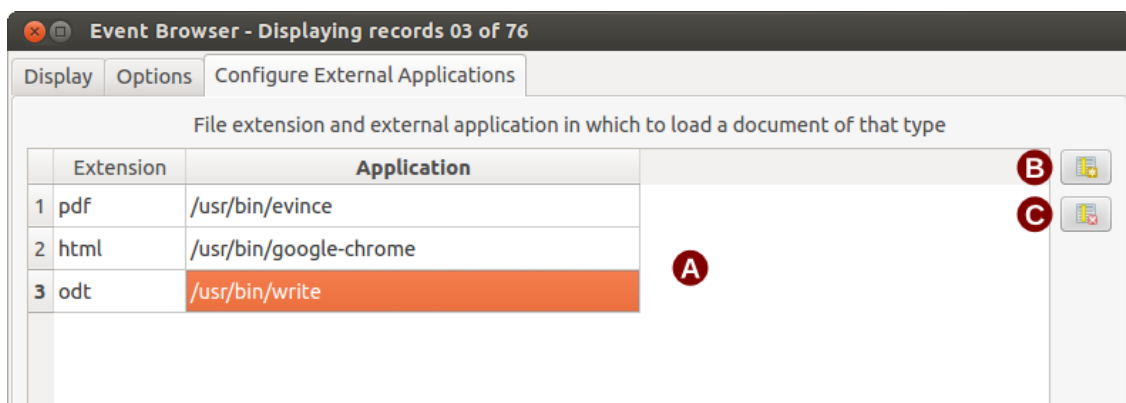 Event Browser - Displaying records 03 of 76
Display Options Configure External Applications
File extension and external application in which to load a document of that type
Extension Application B
1 pdf /usr/bin/evince C
2 html /usr/bin/google-chrome A
3 odt /usr/bin/write